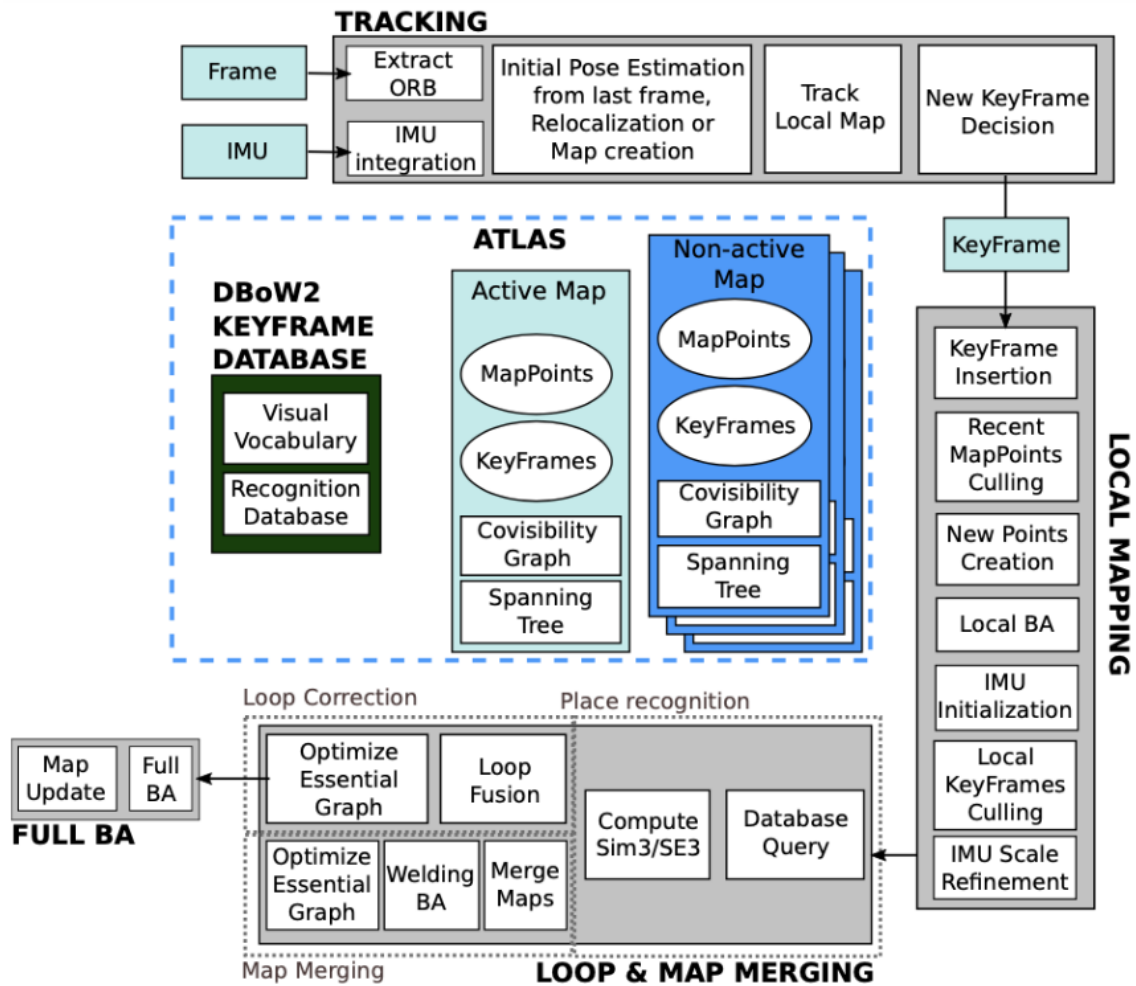 TRACKING
Frame
Extract
ORB
IMU
IMU
integration
Initial Pose Estimation
from last frame,
Relocalization or
Map creation
Track
Local Map
New KeyFrame
Decision
KeyFrame
ATLAS
DBoW2
KEYFRAME
DATABASE
Visual
Vocabulary
Recognition
Database
Active Map
MapPoints
KeyFrames
Covisibility
Graph
Spanning
Tree
Non-active
Map
MapPoints
KeyFrames
Covisibility
Graph
Spanning
Tree
KeyFrame
Insertion
Recent
MapPoints
Culling
New Points
Creation
Local BA
IMU
Initialization
Local
KeyFrames
Culling
IMU Scale
Refinement
LOCAL MAPPING
Loop Correction
Place recognition
Optimize
Essential
Graph
Loop
Fusion
Compute
Sim3/SE3
Database
Query
Optimize
Essential
Graph
Welding
BA
Merge
Maps
Map Merging
LOOP & MAP MERGING
Map
Update
Full
BA
FULL BA